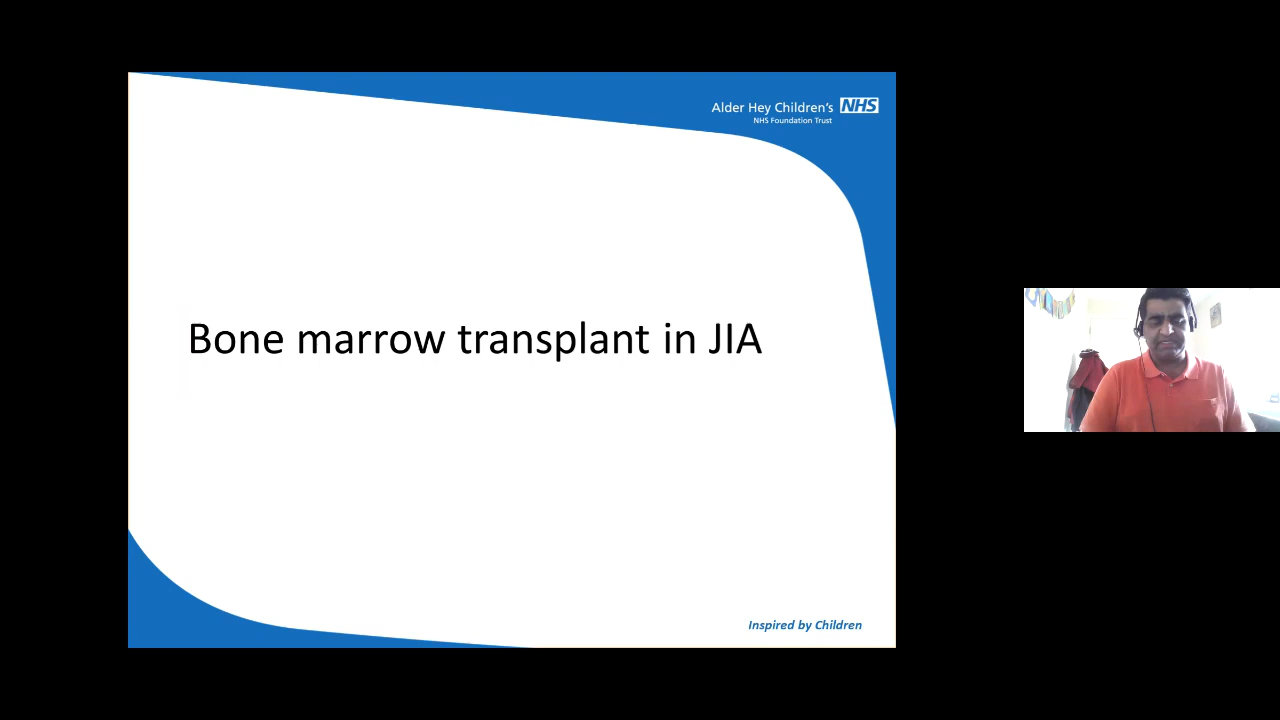 Alder Hey Children's NHS
NHS Foundation Trust
Bone marrow transplant in JIA
Inspired by Children